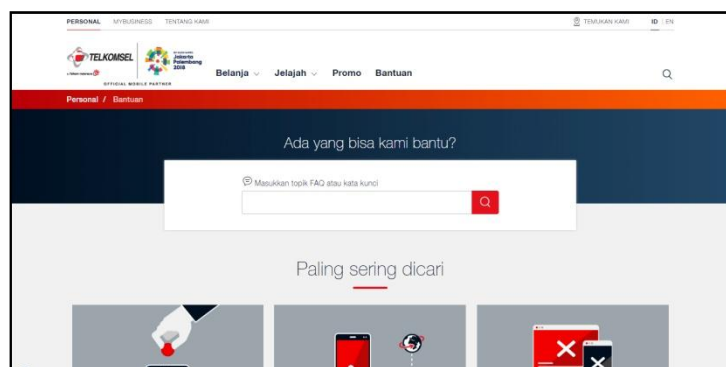 PERSONAL MYBUSINESS TENTANG KAMI
TEMUKAN KAMI ID | EN
TELKOMSEL
Jakarta
Palembang
2018
OFFICIAL MOBILE PARTNER
Belanja Jelajah Promo Bantuan
Personal / Bantuan
Ada yang bisa kami bantu?
Masukkan topik FAQ atau kata kunci
Paling sering dicari